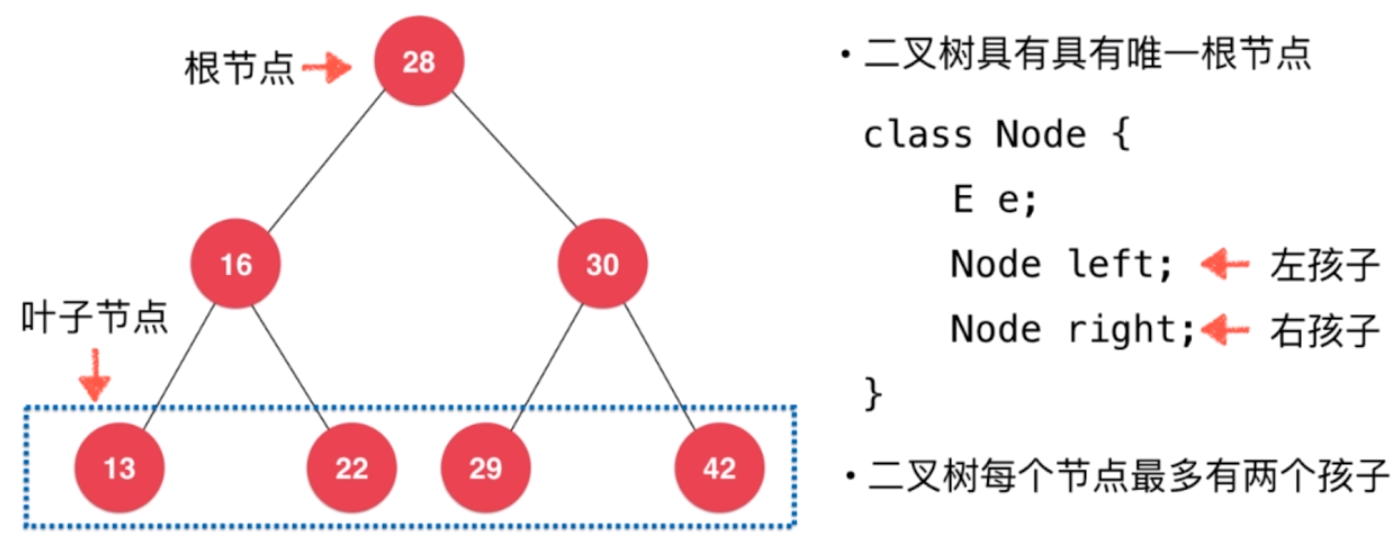 根节点
28
16
30
叶子节点
13
22
29
42
• 二叉树具有具有唯一根节点
class Node {
E e;
Node left; 左孩子
Node right; 右孩子
}
• 二叉树每个节点最多有两个孩子